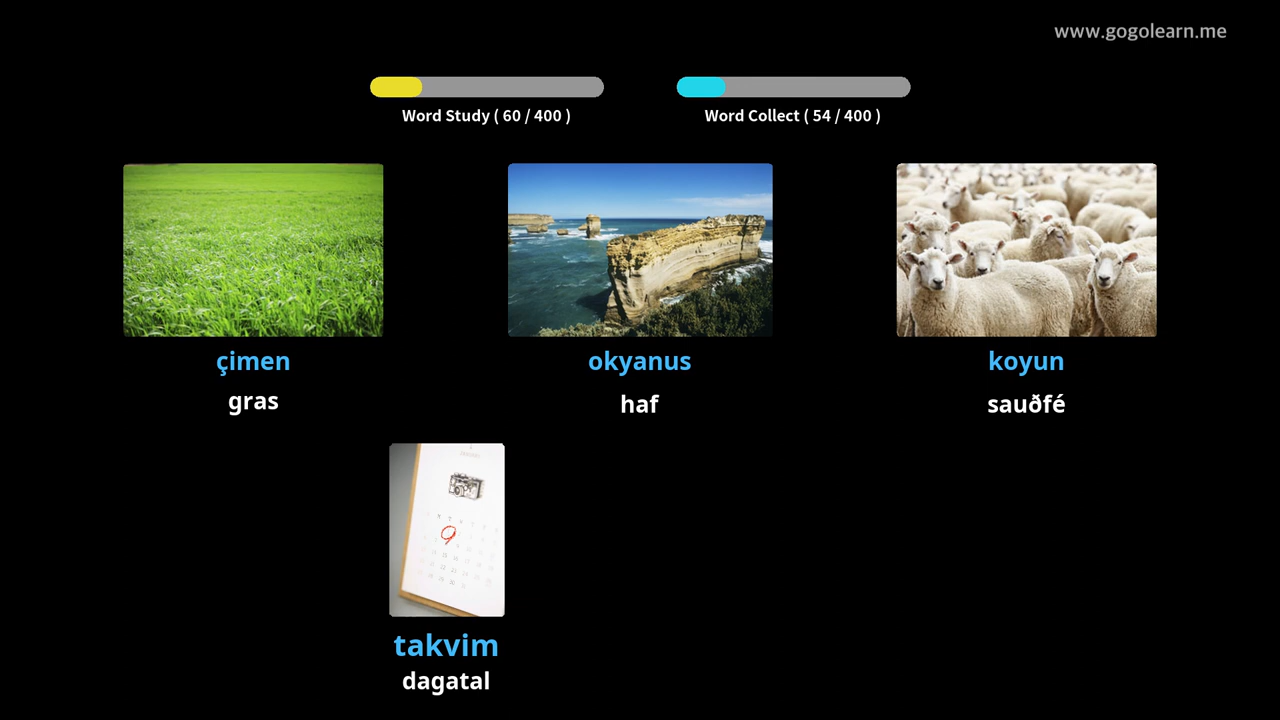 www.gogolearn.me
Word Study ( 60 / 400 )
Word Collect ( 54 / 400 )
çimen
okyanus
koyun
gras
haf
sauðfé
takvim
dagatal